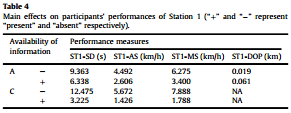 Table 4
Main effects on participants' performances of Station 1 ("+" and "−" represent
"present" and "absent" respectively).
Availability of information Performance measures
ST1-SD (s) ST1-AS (km/h) ST1-MS (km/h) ST1-DOP (km)
A − 9.363 4.492 6.275 0.019
+ 6.338 2.606 3.400 0.061
C − 12.475 5.672 7.888 NA
+ 3.225 1.426 1.788 NA